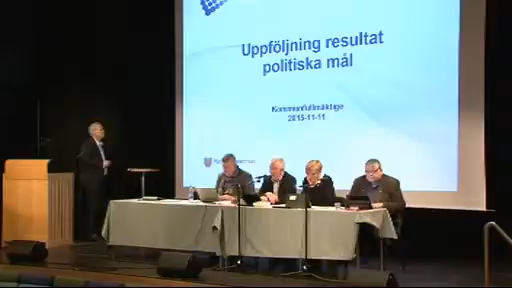 Uppföljning resultat
politiska mål
Kommunfullmäktige
2015-11-11